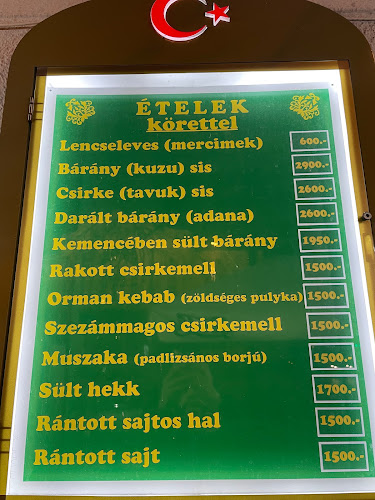 ÉTELEK
körettel
Lencseleves (mercimek) 600.-
Bárány (kuzu) sis 2900.-
Csirke (tavuk) sis 2600.-
Darált bárány (adana) 2600.-
Kemencében sült bárány 1950.-
Rakott csirkemell 1500.-
Orman kebab (zöldséges pulyka) 1500.-
Szezámmagos csirkemell 1500.-
Muszaka (padlizsános borjú) 1500.-
Sült hekk 1700.-
Rántott sajtos hal 1500.-
Rántott sajt 1500.-